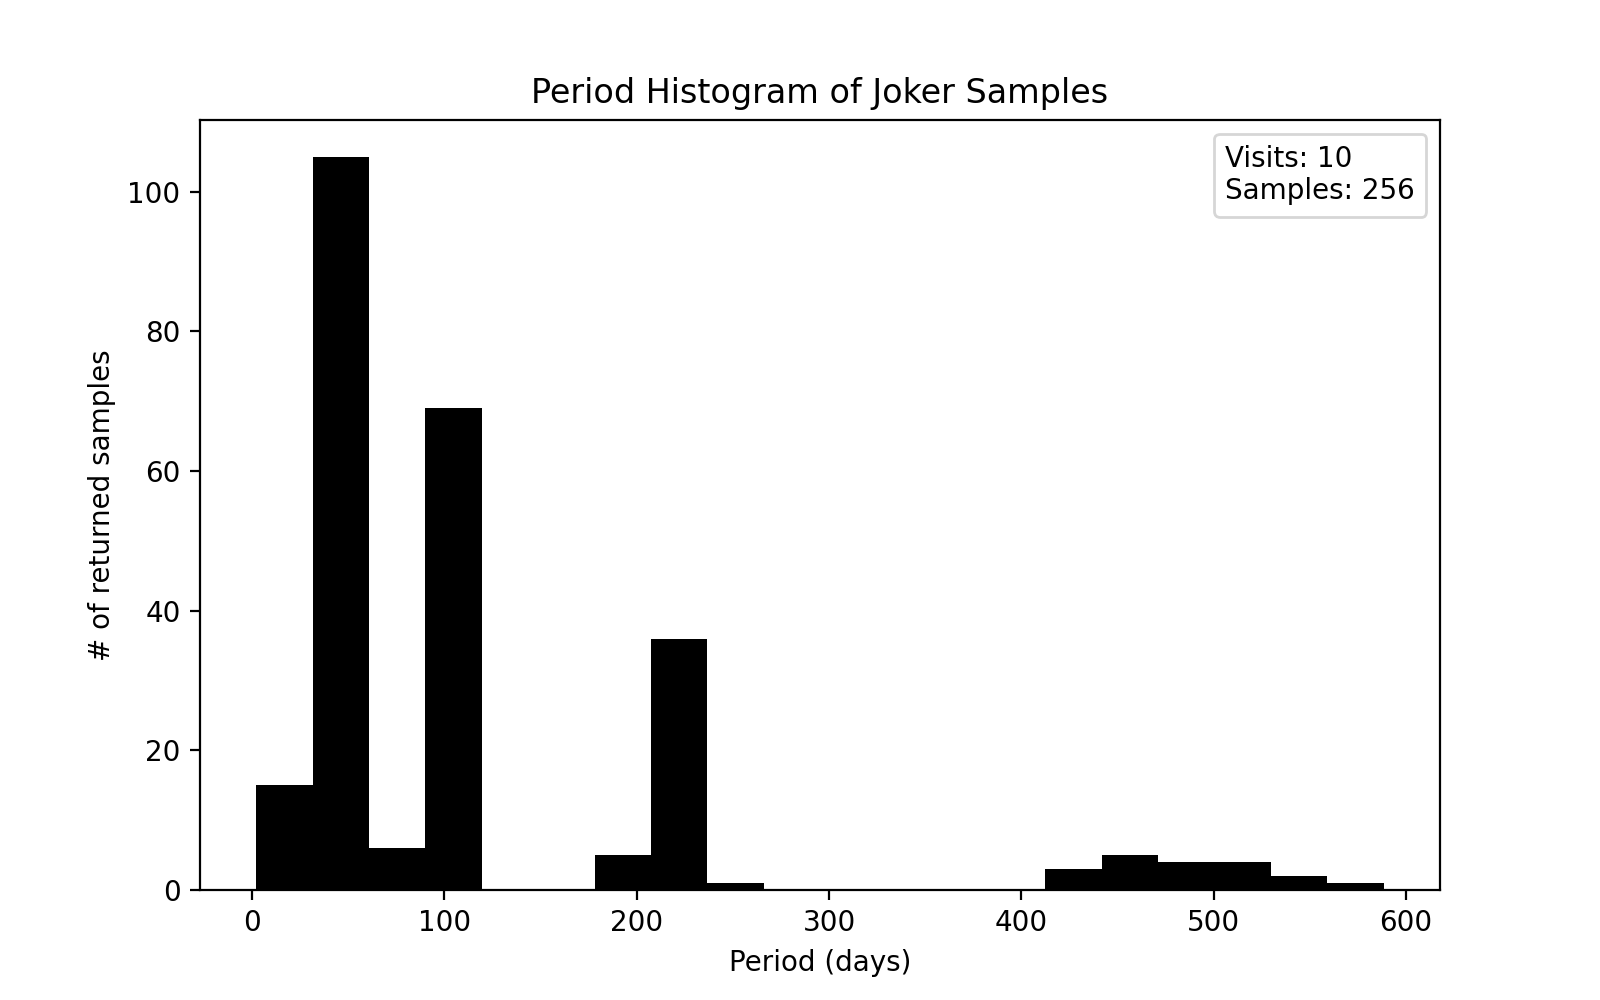 Period Histogram of Joker Samples
Visits: 10
Samples: 256
# of returned samples
100
80
60
40
20
0
0 100 200 300 400 500 600
Period (days)